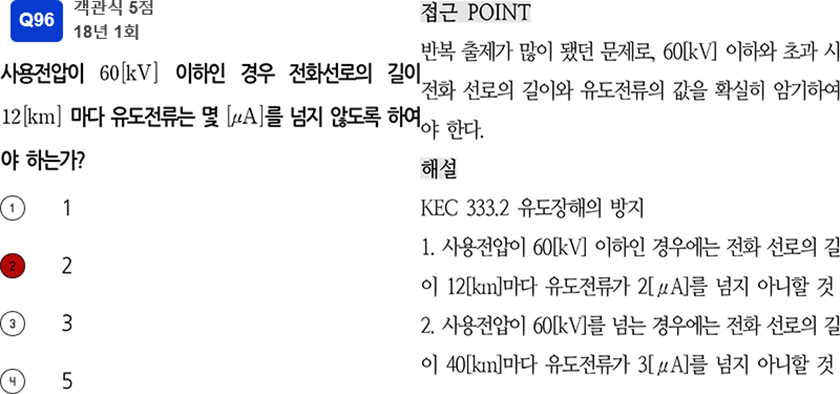 Q96
객관식 5점
18년 1회
사용전압이 60[kV] 이하인 경우 전화선로의 길이
12[km] 마다 유도전류는 몇 [μA]를 넘지 않도록 하여
야 하는가?
1 1
2 2
3 3
4 5
접근 POINT
반복 출제가 많이 됐던 문제로, 60[kV] 이하와 초과 시
전화 선로의 길이와 유도전류의 값을 확실히 암기하여
야 한다.
해설
KEC 333.2 유도장해의 방지
1. 사용전압이 60[kV] 이하인 경우에는 전화 선로의 길
이 12[km]마다 유도전류가 2[μA]를 넘지 아니할 것
2. 사용전압이 60[kV]를 넘는 경우에는 전화 선로의 길
이 40[km]마다 유도전류가 3[μA]를 넘지 아니할 것